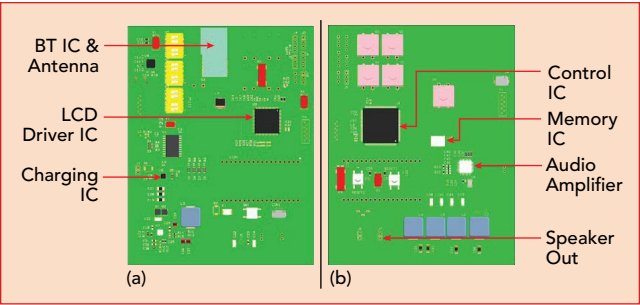 BT IC &
Antenna
LCD
Driver IC
Charging
IC
(a)
Control
IC
Memory
IC
Audio
Amplifier
Speaker
Out
(b)